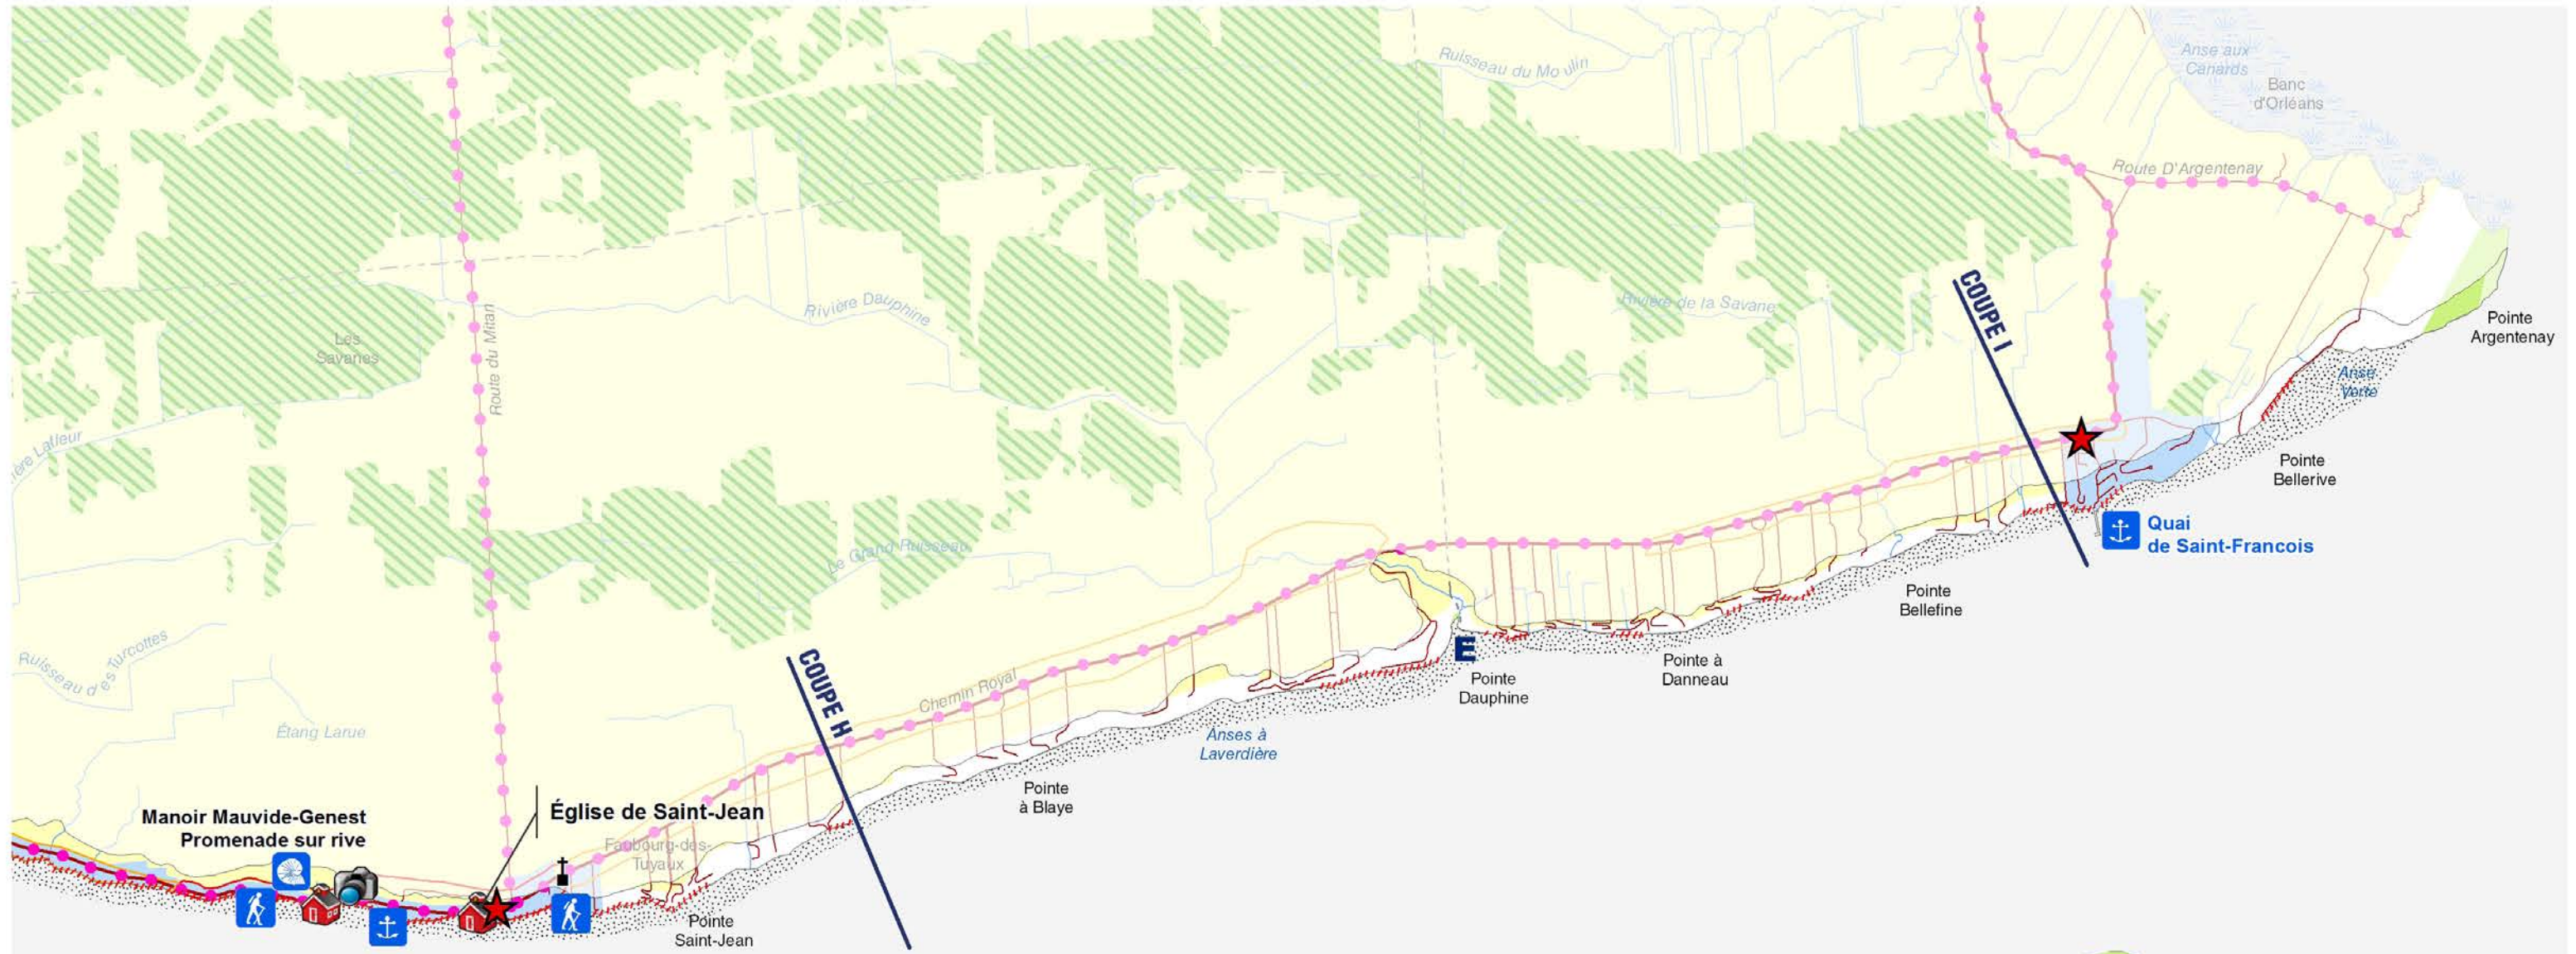 Ruisseau du Moulin
Anse aux
Canards
Banc
d'Orléans
Route D'Argentenay
Rivière Dauphine
Rivière de la Savane
COUPE I
Les
Savanes
Route du Mitan
Pointe
Argentenay
Anse
Verte
Pointe
Bellerive
Quai
de Saint-Francois
Le Grand Ruisseau
Pointe
Bellefine
E
Pointe
Dauphine
Pointe à
Danneau
Ruisseau des Turcottes
COUPE H
Chemin Royal
Étang Larue
Anses à
Laverdière
Pointe
à Blaye
Manoir Mauvide-Genest
Promenade sur rive
Église de Saint-Jean
Faubourg-des-
Tuyaux
Pointe
Saint-Jean